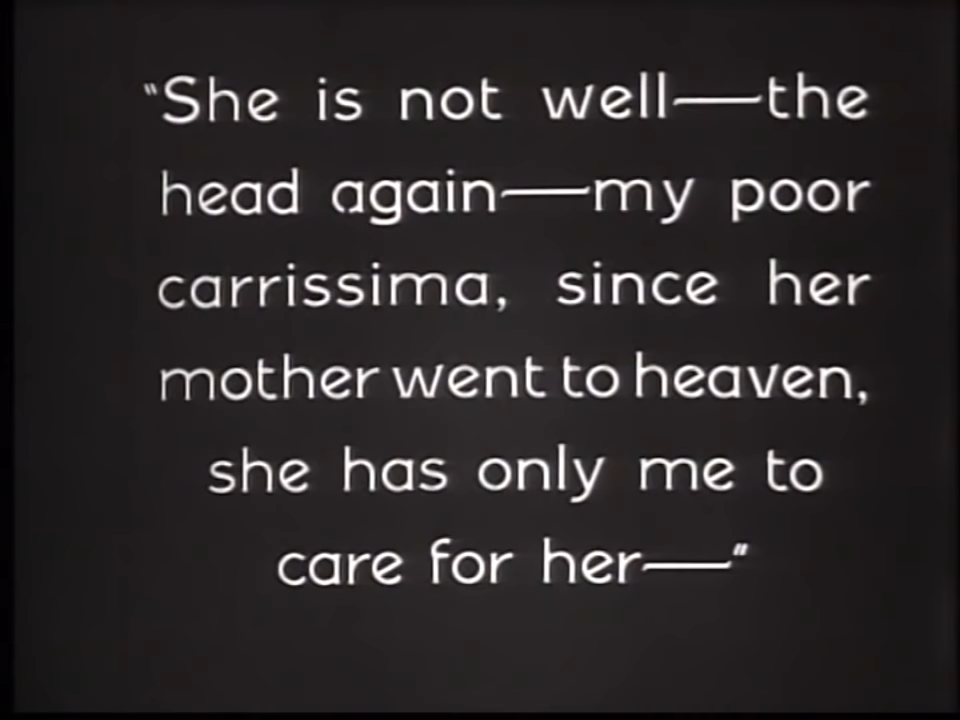 "She is not well—the
head again—my poor
carrissima, since her
mother went to heaven,
she has only me to
care for her—"